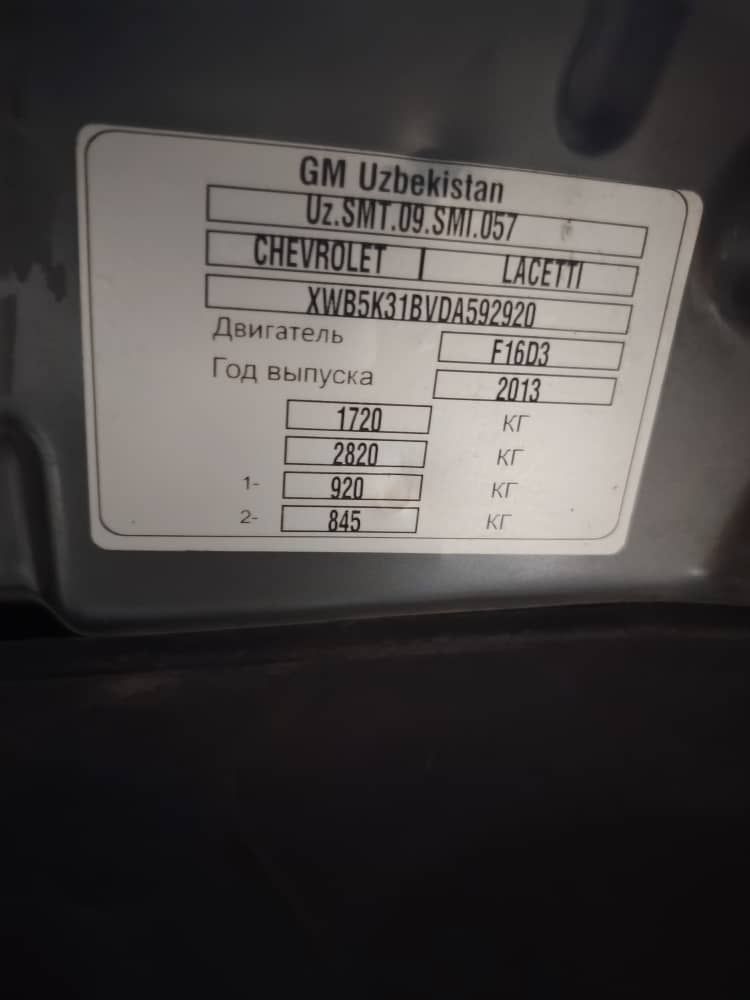 GM Uzbekistan
Uz.SMT.09.SMI.057
CHEVROLET | LACETTI
XWB5K31BVDA592920
Двигатель F16D3
Год выпуска 2013
1720 КГ
2820 КГ
1- 920 КГ
2- 845 КГ